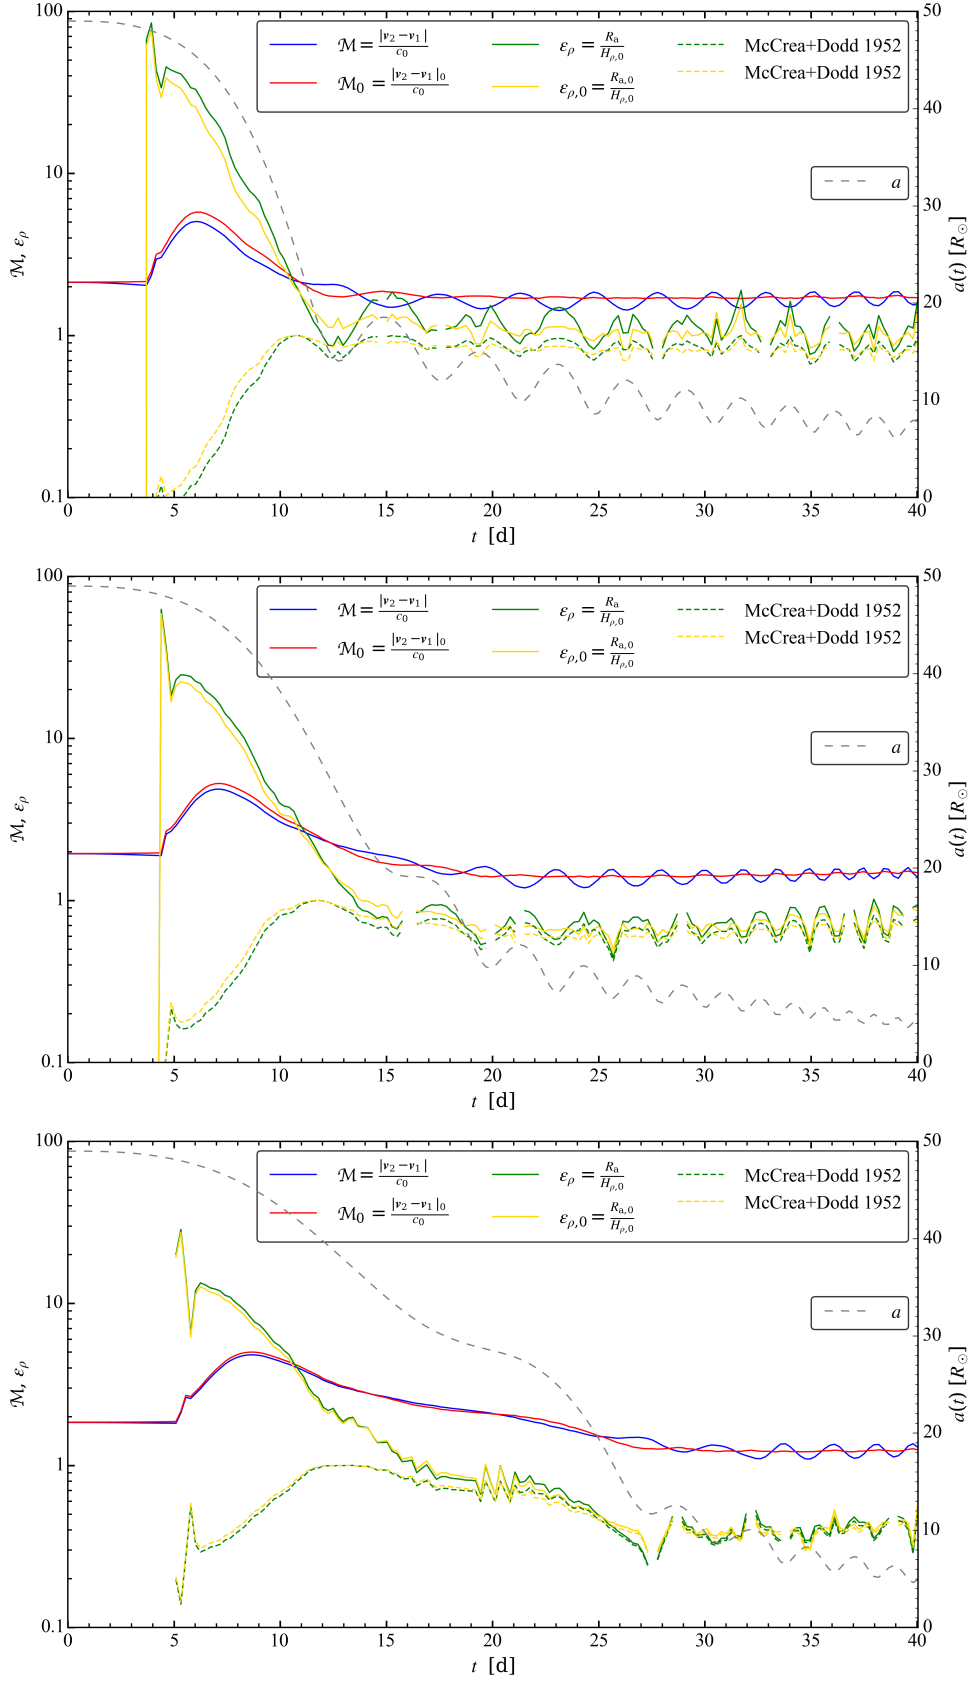 100 50
ℳ = |𝒗₂−𝒗₁| / c₀ ε_ρ = Rₐ / H_ρ,0 McCrea+Dodd 1952
ℳ₀ = |𝒗₂−𝒗₁|₀ / c₀ ε_ρ,0 = R_a,0 / H_ρ,0 McCrea+Dodd 1952
40
10
a
30
ℳ, ε_ρ
a(t) [R☉]
20
1
10
0.1 0
0 5 10 15 20 25 30 35 40
t [d]
100 50
ℳ = |𝒗₂−𝒗₁| / c₀ ε_ρ = Rₐ / H_ρ,0 McCrea+Dodd 1952
ℳ₀ = |𝒗₂−𝒗₁|₀ / c₀ ε_ρ,0 = R_a,0 / H_ρ,0 McCrea+Dodd 1952
40
10
a
30
ℳ, ε_ρ
a(t) [R☉]
20
1
10
0.1 0
0 5 10 15 20 25 30 35 40
t [d]
100 50
ℳ = |𝒗₂−𝒗₁| / c₀ ε_ρ = Rₐ / H_ρ,0 McCrea+Dodd 1952
ℳ₀ = |𝒗₂−𝒗₁|₀ / c₀ ε_ρ,0 = R_a,0 / H_ρ,0 McCrea+Dodd 1952
40
10
a
30
ℳ, ε_ρ
a(t) [R☉]
20
1
10
0.1 0
0 5 10 15 20 25 30 35 40
t [d]